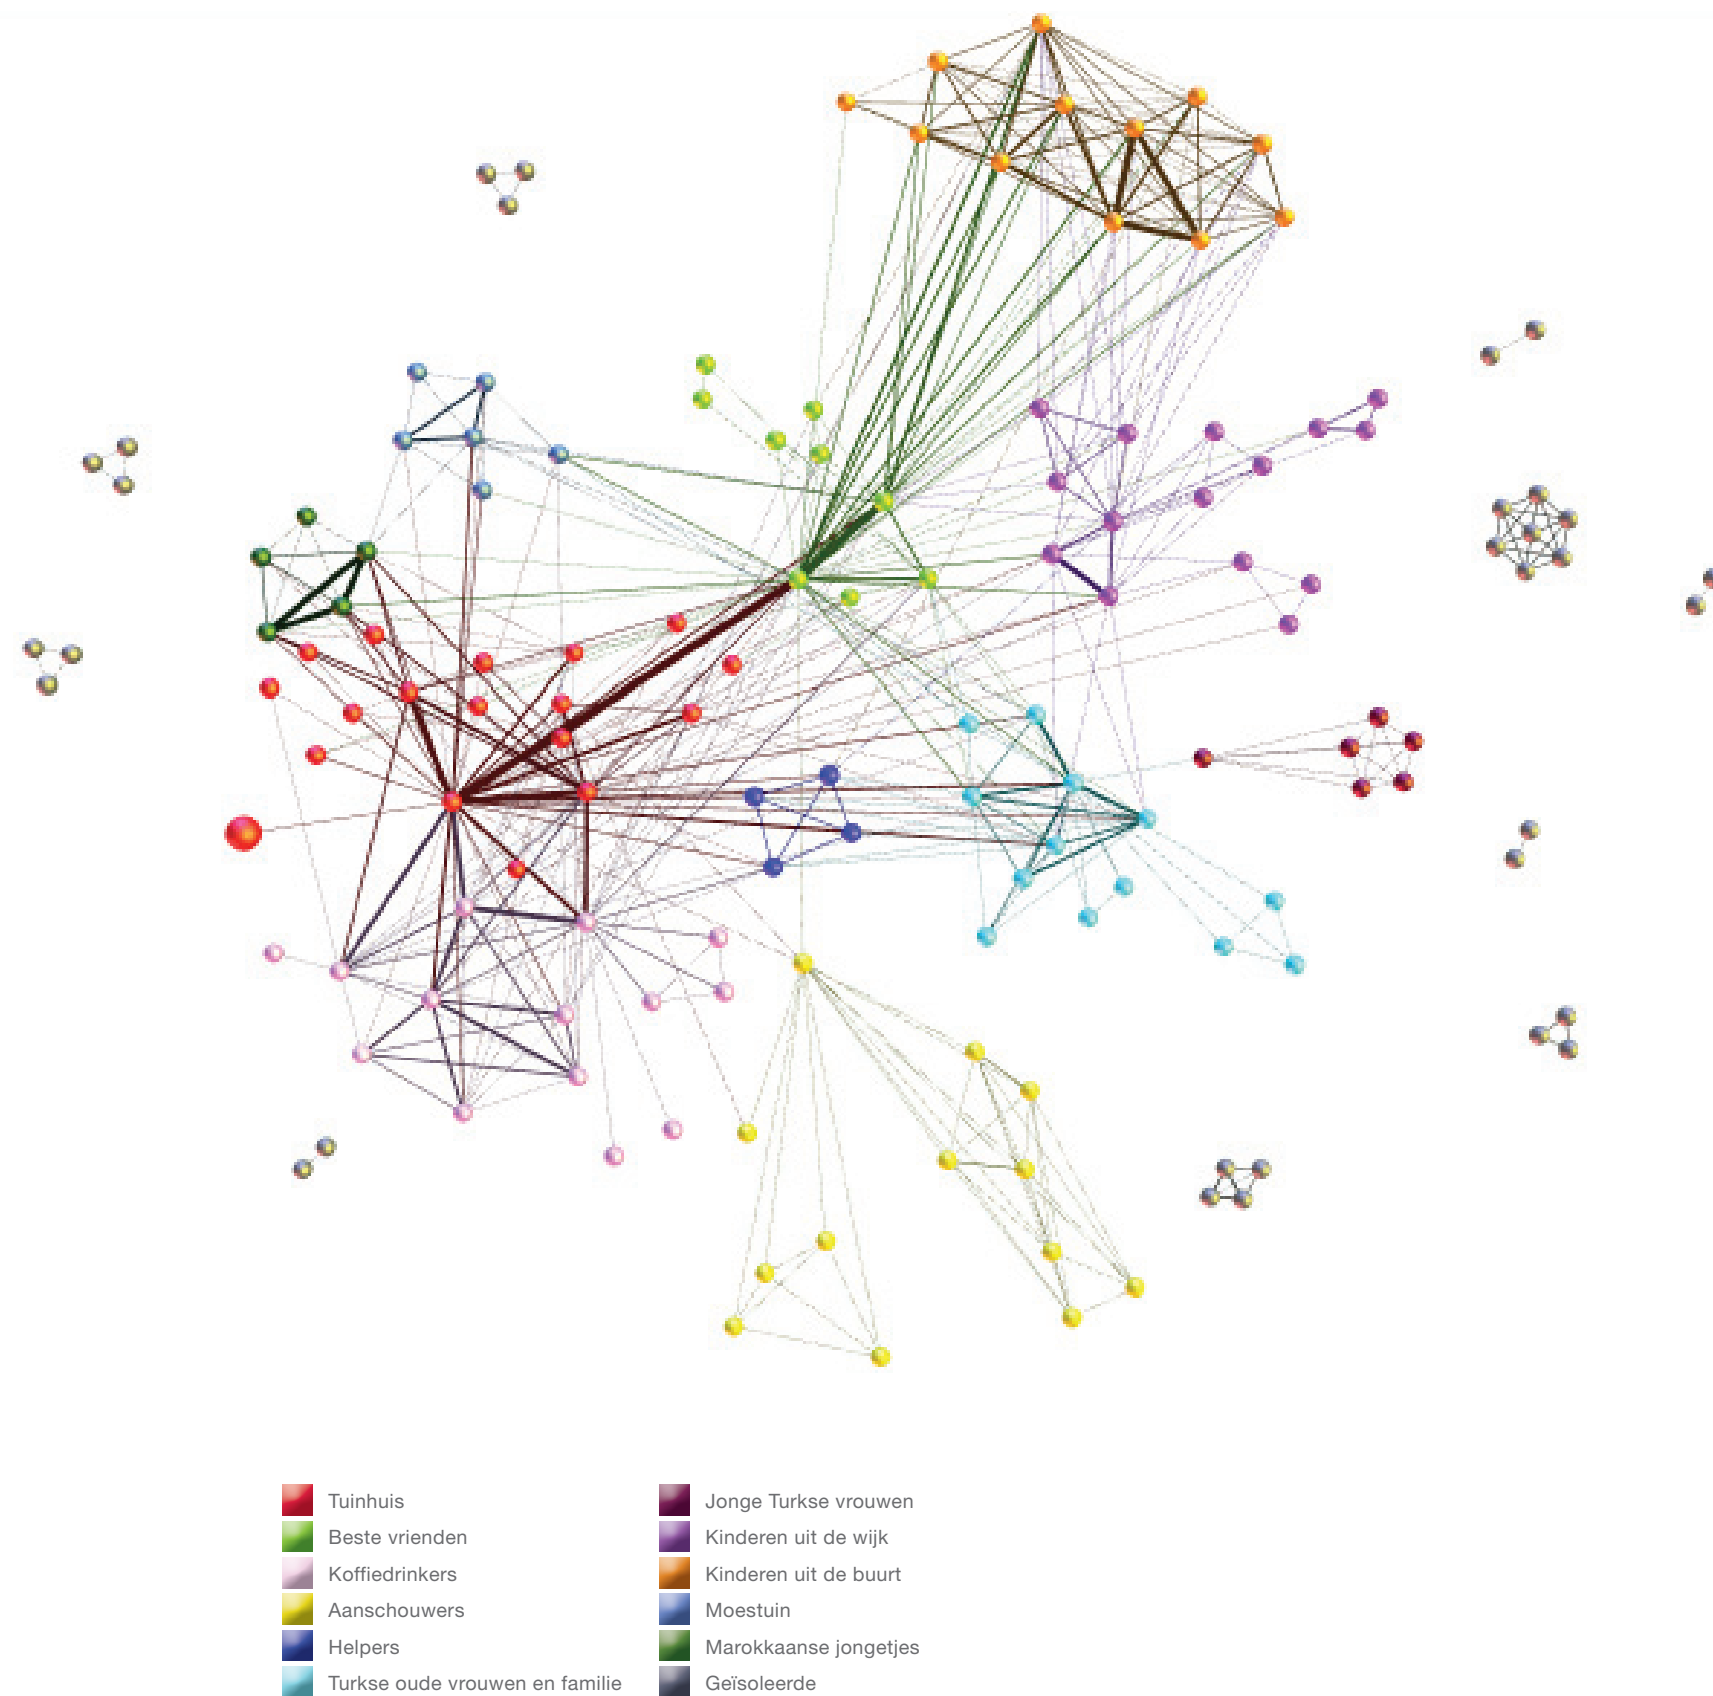 Tuinhuis
Beste vrienden
Koffiedrinkers
Aanschouwers
Helpers
Turkse oude vrouwen en familie
Jonge Turkse vrouwen
Kinderen uit de wijk
Kinderen uit de buurt
Moestuin
Marokkaanse jongetjes
Geïsoleerde